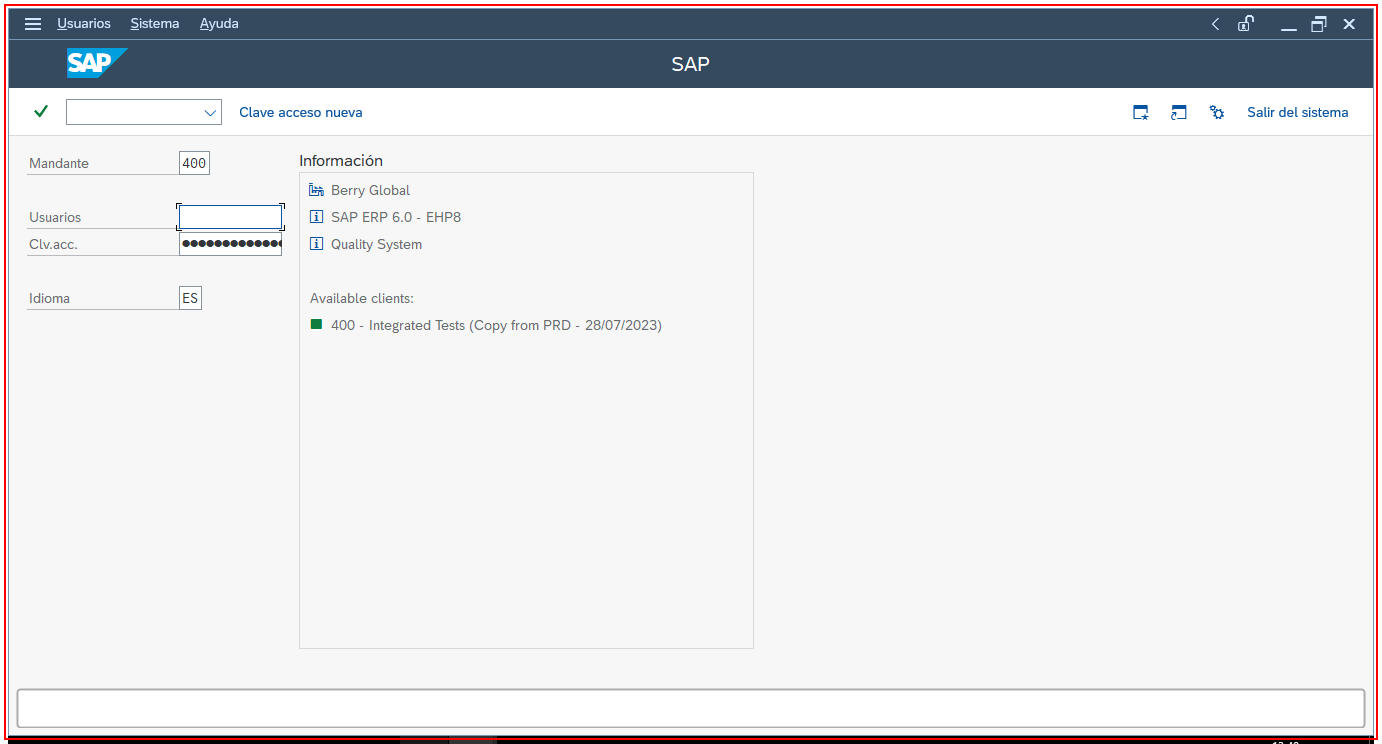 Usuarios Sistema Ayuda
SAP SAP
Clave acceso nueva Salir del sistema
Mandante 400
Usuarios
Clv.acc.
Idioma ES
Información
Berry Global
SAP ERP 6.0 - EHP8
Quality System
Available clients:
400 - Integrated Tests (Copy from PRD - 28/07/2023)